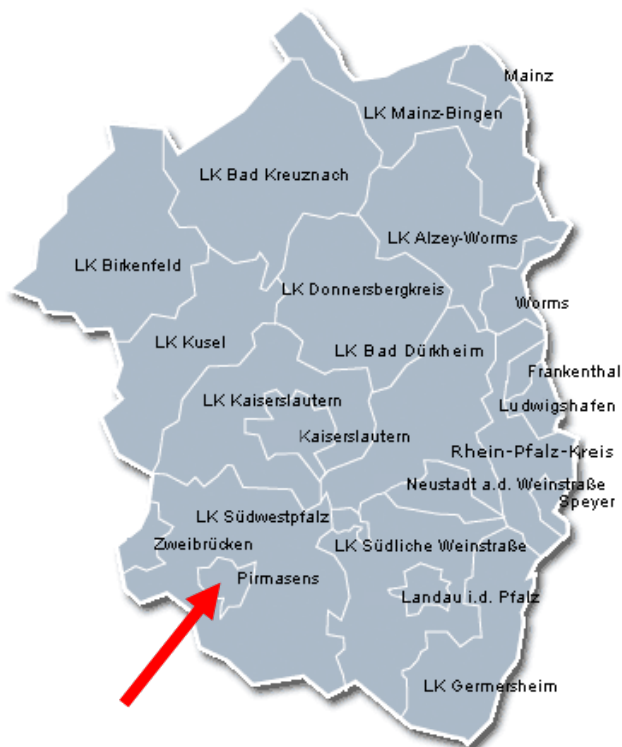 Mainz
LK Mainz-Bingen
LK Bad Kreuznach
LK Alzey-Worms
LK Birkenfeld
LK Donnersbergkreis
Worms
LK Kusel
LK Bad Dürkheim
Frankenthal
LK Kaiserslautern
Ludwigshafen
Kaiserslautern
Rhein-Pfalz-Kreis
Neustadt a.d. Weinstraße
Speyer
LK Südwestpfalz
Zweibrücken
LK Südliche Weinstraße
Pirmasens
Landau i.d. Pfalz
LK Germersheim